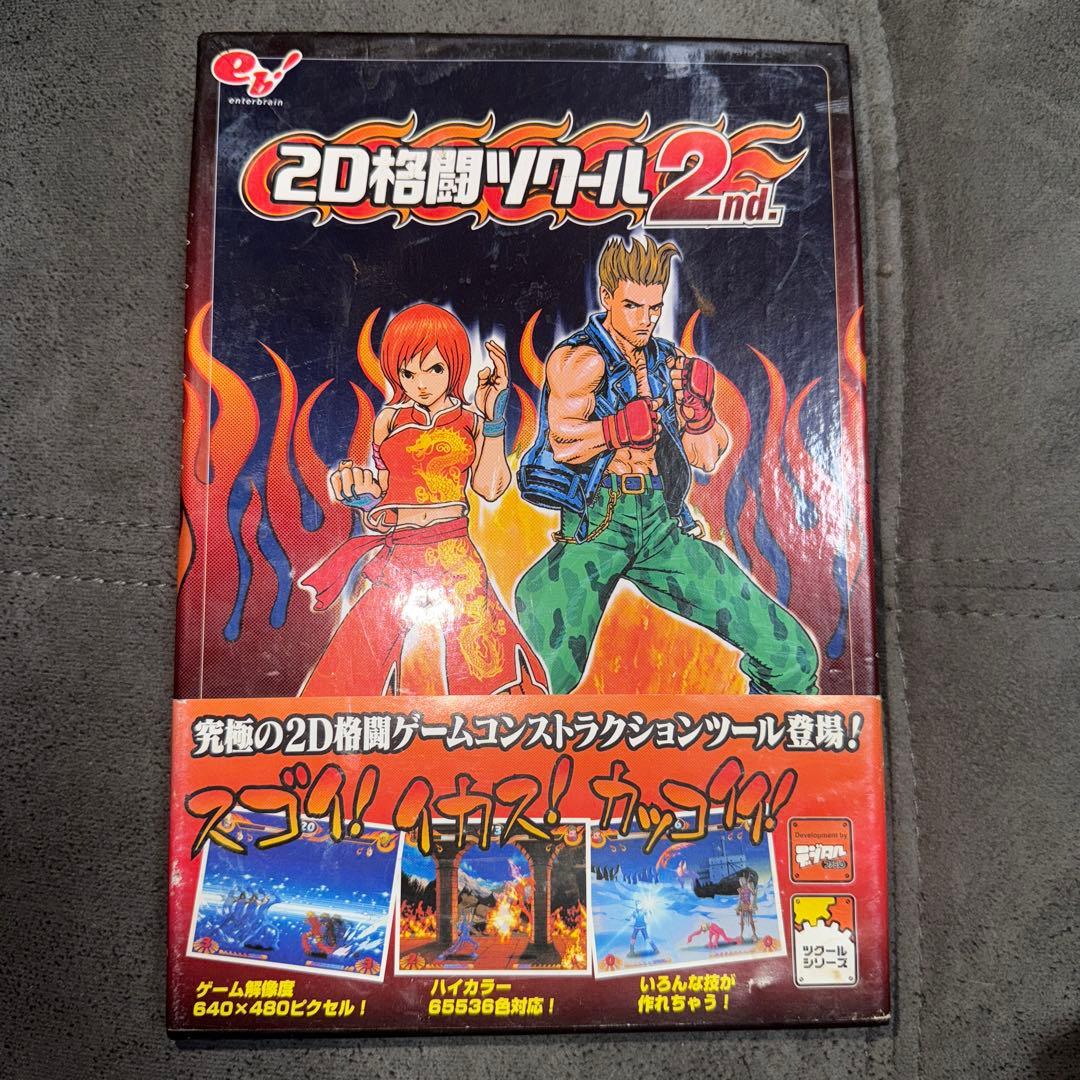 eb!
enterbrain
2D格闘ツクール2nd.
究極の2D格闘ゲームコンストラクションツール登場!
スゴイ! イカス! カッコイイ!
Development by
デジタル
ゲーム解像度
640×480ピクセル!
ハイカラー
65536色対応!
いろんな技が
作れちゃう!
ツクール
シリーズ